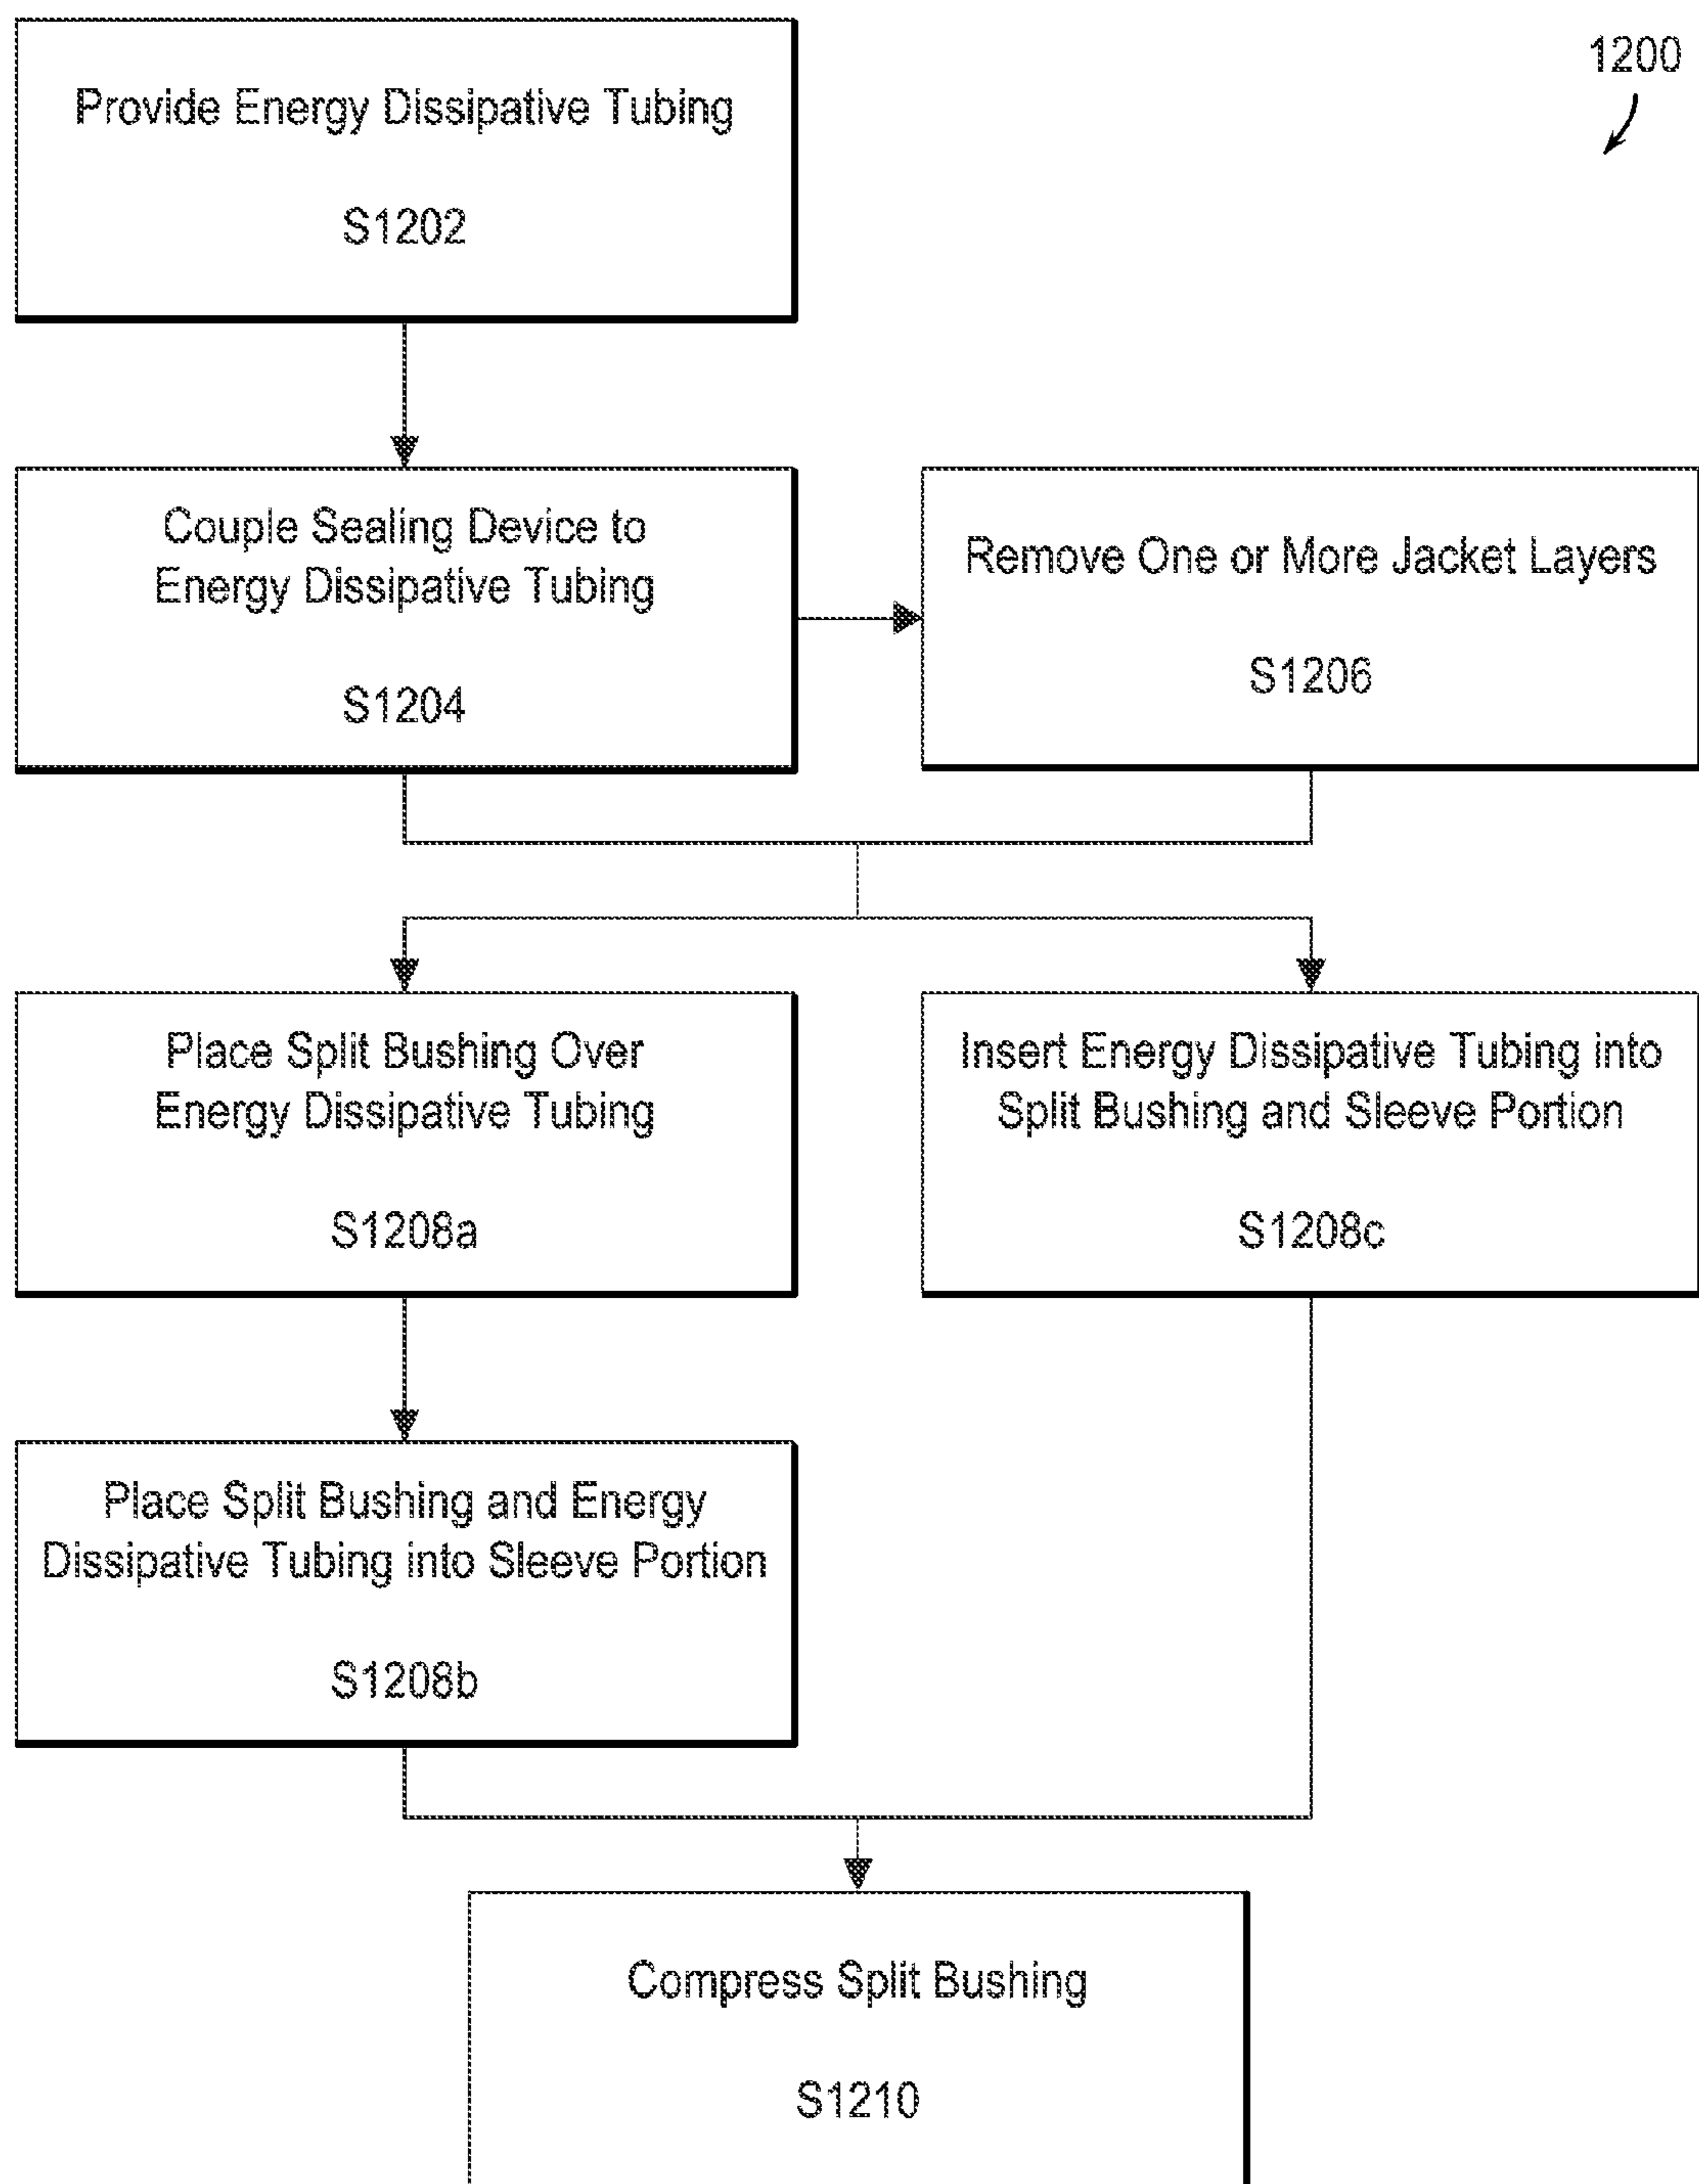 1200
Provide Energy Dissipative Tubing
S1202
Couple Sealing Device to
Energy Dissipative Tubing
S1204
Remove One or More Jacket Layers
S1206
Place Split Bushing Over
Energy Dissipative Tubing
S1208a
Insert Energy Dissipative Tubing into
Split Bushing and Sleeve Portion
S1208c
Place Split Bushing and Energy
Dissipative Tubing into Sleeve Portion
S1208b
Compress Split Bushing
S1210